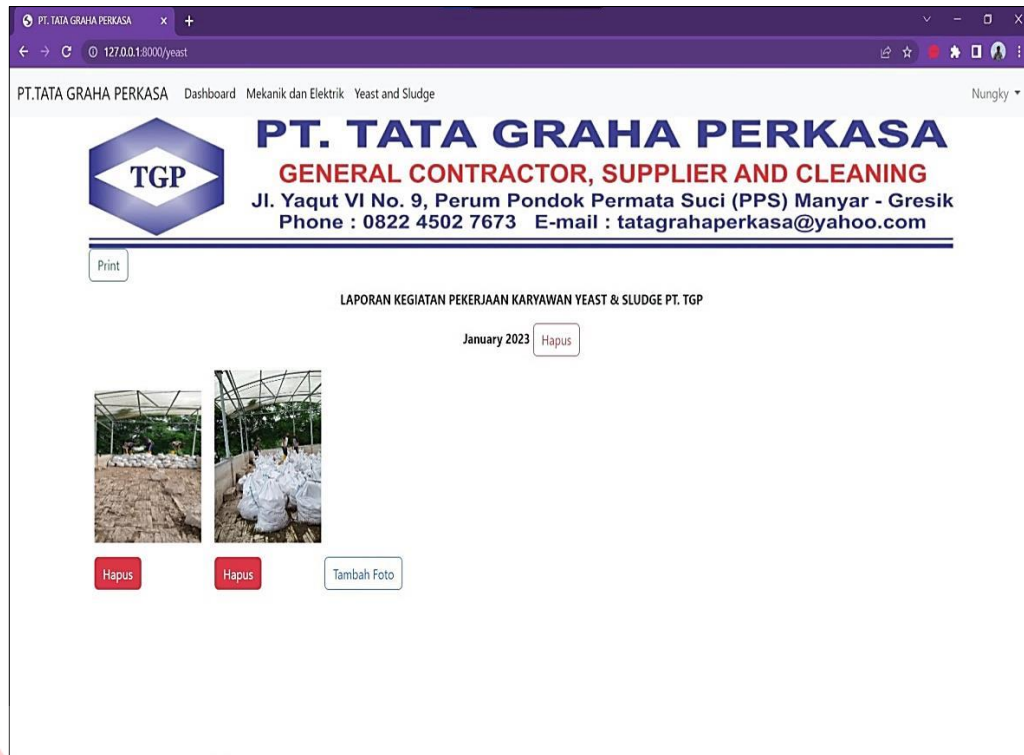 PT. TATA GRAHA PERKASA
127.0.0.1:8000/yeast
PT.TATA GRAHA PERKASA Dashboard Mekanik dan Elektrik Yeast and Sludge Nungky
TGP
PT. TATA GRAHA PERKASA
GENERAL CONTRACTOR, SUPPLIER AND CLEANING
Jl. Yaqut VI No. 9, Perum Pondok Permata Suci (PPS) Manyar - Gresik
Phone : 0822 4502 7673 E-mail : tatagrahaperkasa@yahoo.com
Print
LAPORAN KEGIATAN PEKERJAAN KARYAWAN YEAST & SLUDGE PT. TGP
January 2023 Hapus
Hapus Hapus Tambah Foto